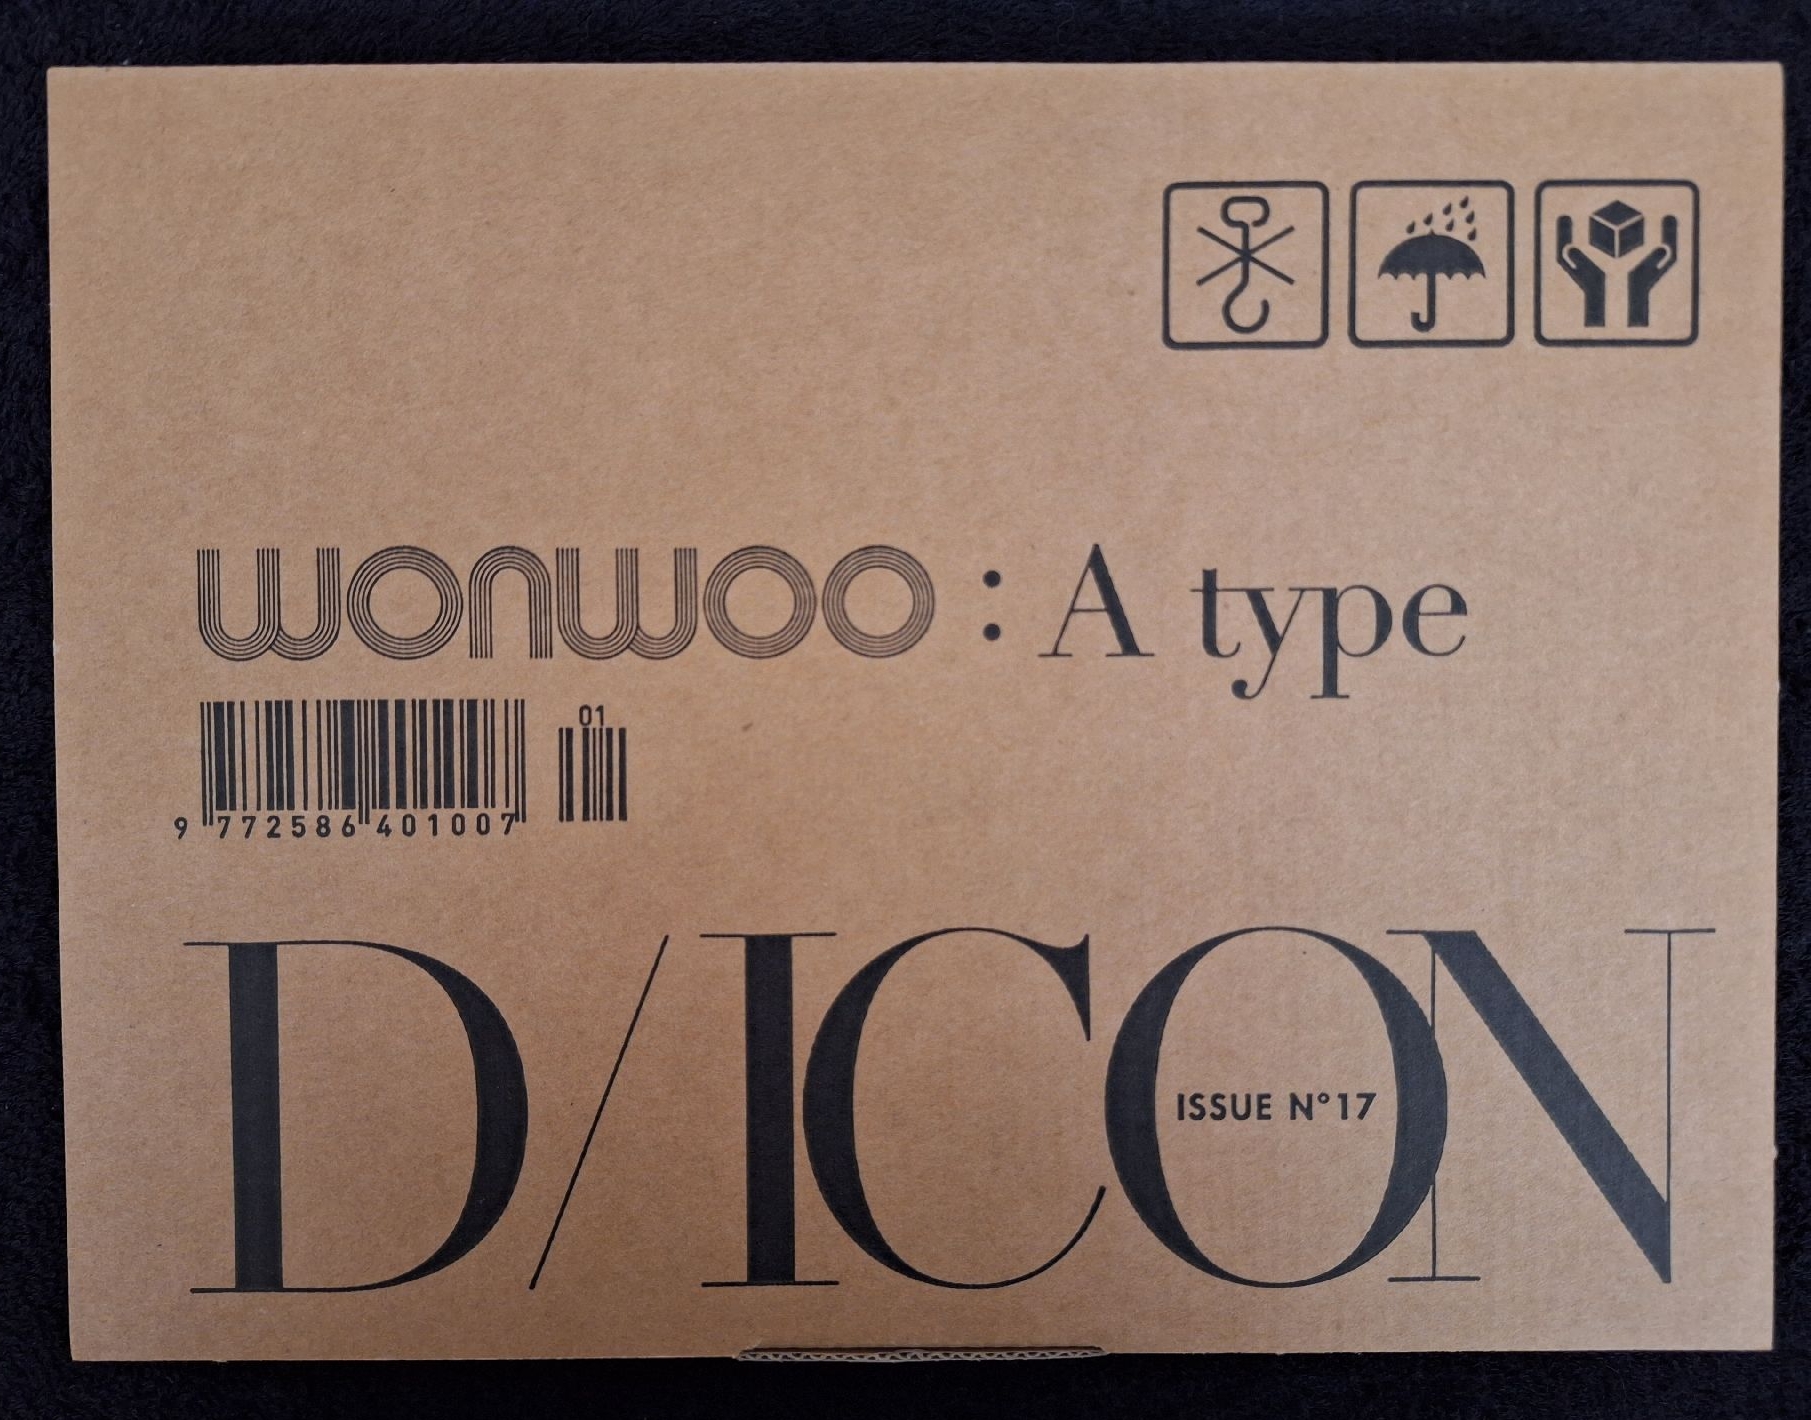 wonwoo : A type
01
9 772586 401007
D/ICON
ISSUE N°17